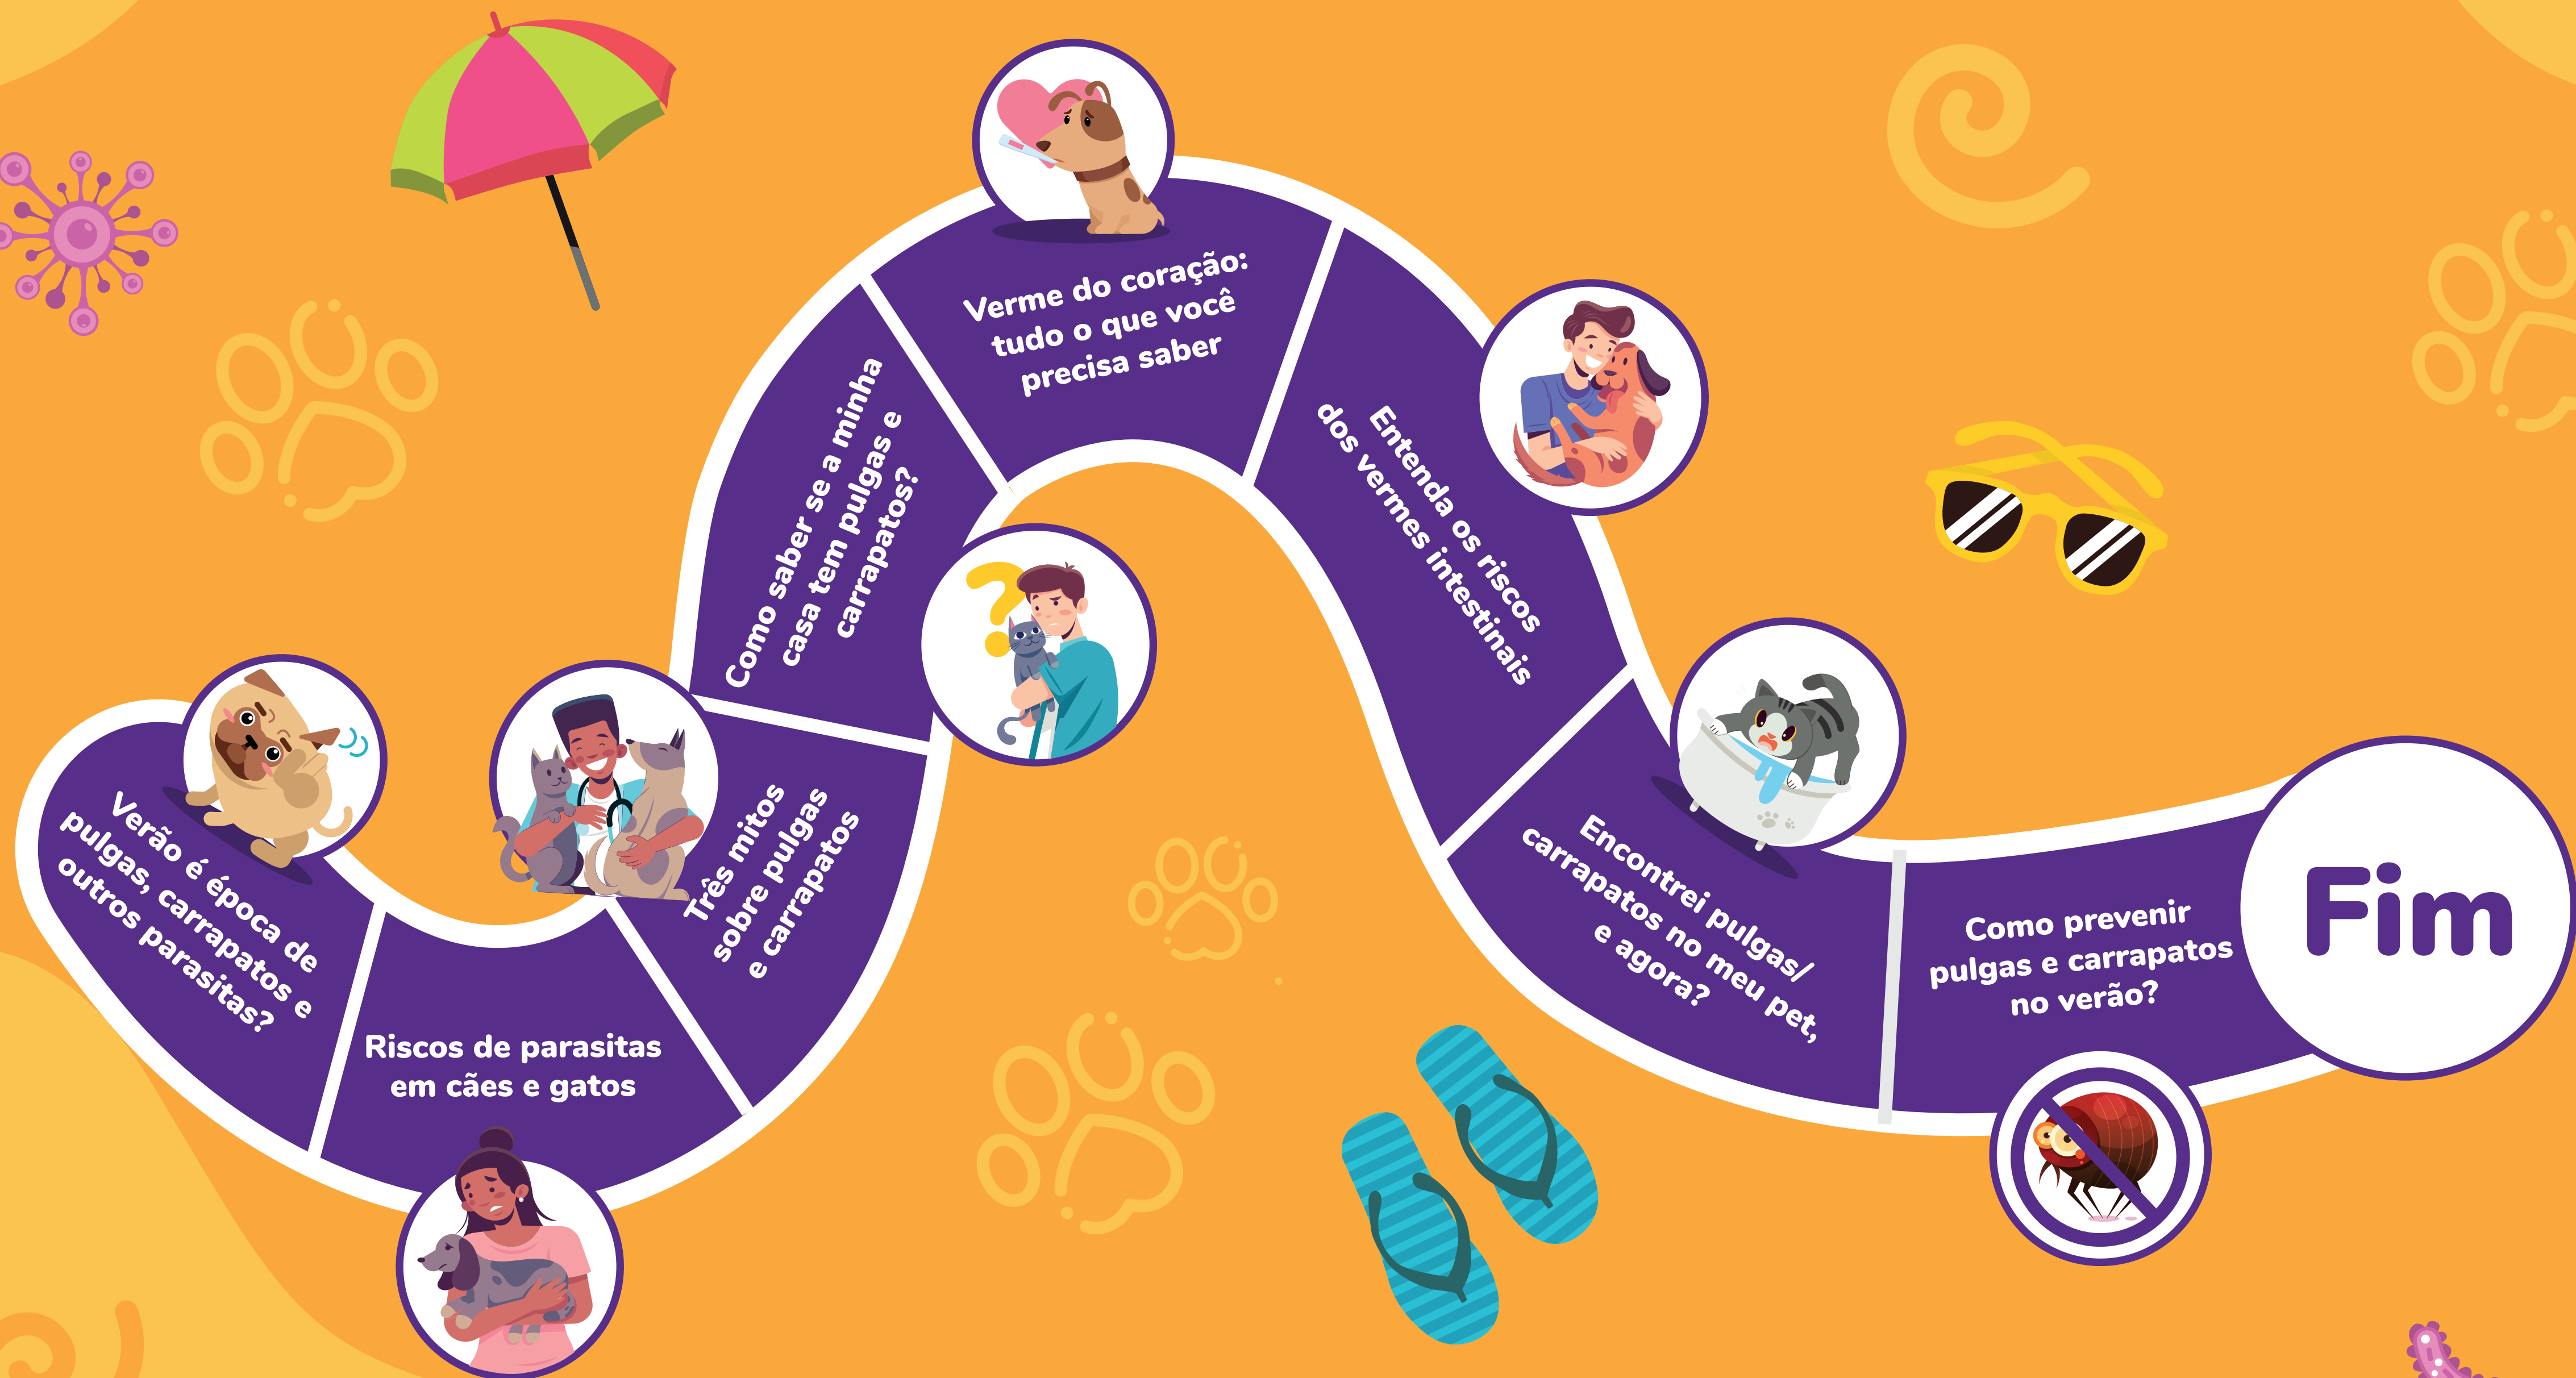 Verão é época de
pulgas, carrapatos e
outros parasitas?
Riscos de parasitas
em cães e gatos
Três mitos
sobre pulgas
e carrapatos
Como saber se a minha
casa tem pulgas e
carrapatos?
Verme do coração:
tudo o que você
precisa saber
Entenda os riscos
dos vermes intestinais
Encontrei pulgas/
carrapatos no meu pet,
e agora?
Como prevenir
pulgas e carrapatos
no verão?
Fim